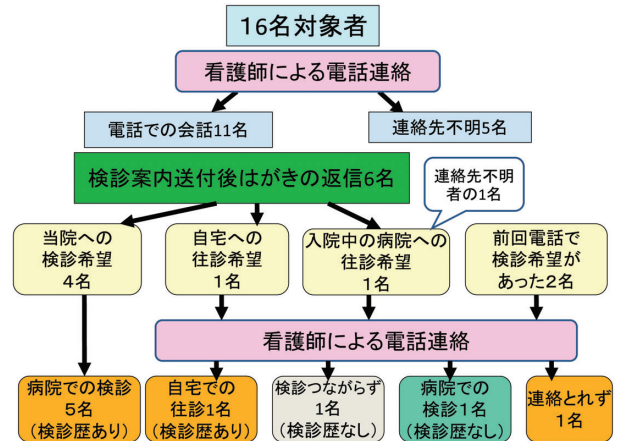 16名対象者
看護師による電話連絡
電話での会話11名
連絡先不明5名
検診案内送付後はがきの返信6名
連絡先不明
者の1名
当院への
検診希望
4名
自宅への
往診希望
1名
入院中の病院への
往診希望
1名
前回電話で
検診希望が
あった2名
看護師による電話連絡
病院での検診
5名
(検診歴あり)
自宅での
往診1名
(検診歴あり)
検診つながらず
1名
(検診歴なし)
病院での
検診1名
(検診歴なし)
連絡とれず
1名